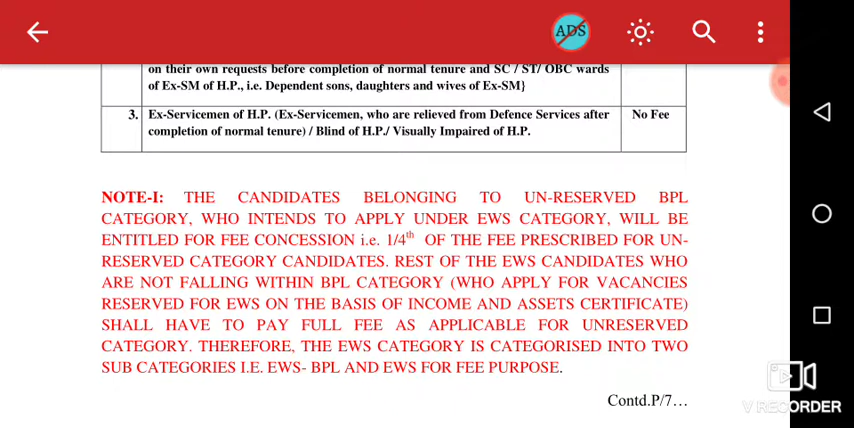 ADS
on their own requests before completion of normal tenure and SC / ST/ OBC wards
of Ex-SM of H.P., i.e. Dependent sons, daughters and wives of Ex-SM}
3. Ex-Servicemen of H.P. (Ex-Servicemen, who are relieved from Defence Services after No Fee
completion of normal tenure) / Blind of H.P./ Visually Impaired of H.P.
NOTE-I: THE CANDIDATES BELONGING TO UN-RESERVED BPL
CATEGORY, WHO INTENDS TO APPLY UNDER EWS CATEGORY, WILL BE
ENTITLED FOR FEE CONCESSION i.e. 1/4th OF THE FEE PRESCRIBED FOR UN-
RESERVED CATEGORY CANDIDATES. REST OF THE EWS CANDIDATES WHO
ARE NOT FALLING WITHIN BPL CATEGORY (WHO APPLY FOR VACANCIES
RESERVED FOR EWS ON THE BASIS OF INCOME AND ASSETS CERTIFICATE)
SHALL HAVE TO PAY FULL FEE AS APPLICABLE FOR UNRESERVED
CATEGORY. THEREFORE, THE EWS CATEGORY IS CATEGORISED INTO TWO
SUB CATEGORIES I.E. EWS- BPL AND EWS FOR FEE PURPOSE.
Contd.P/7…
V RECORDER